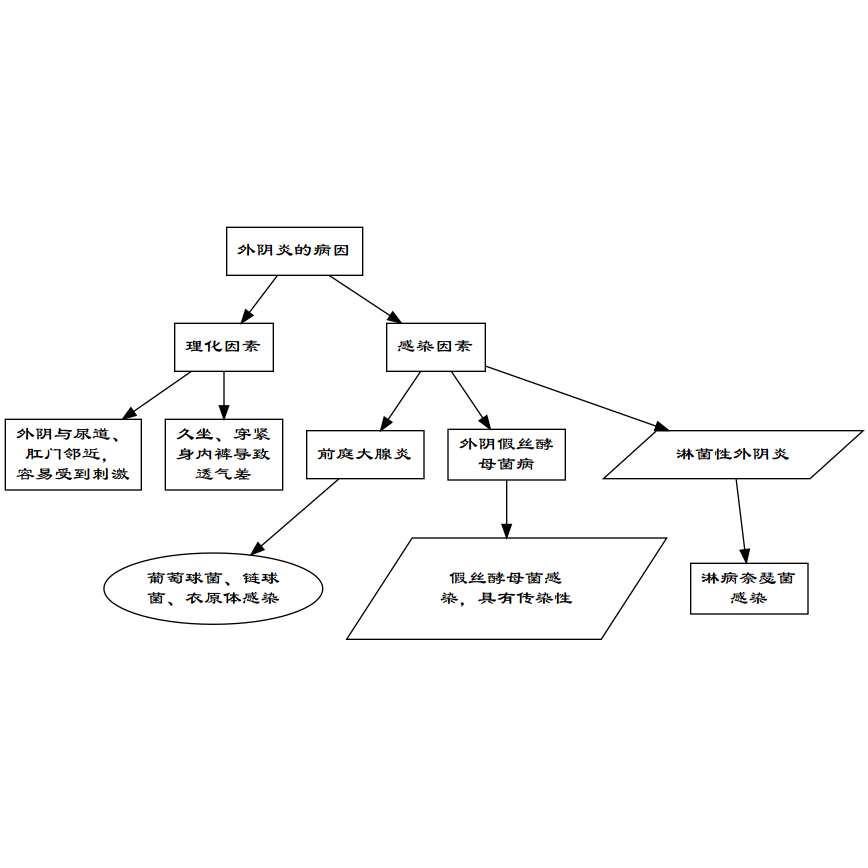 外阴炎的病因
理化因素
感染因素
外阴与尿道、
肛门邻近，
容易受到刺激
久坐、穿紧
身内裤导致
透气差
前庭大腺炎
外阴假丝酵
母菌病
淋菌性外阴炎
葡萄球菌、链球
菌、衣原体感染
假丝酵母菌感
染，具有传染性
淋病奈瑟菌
感染